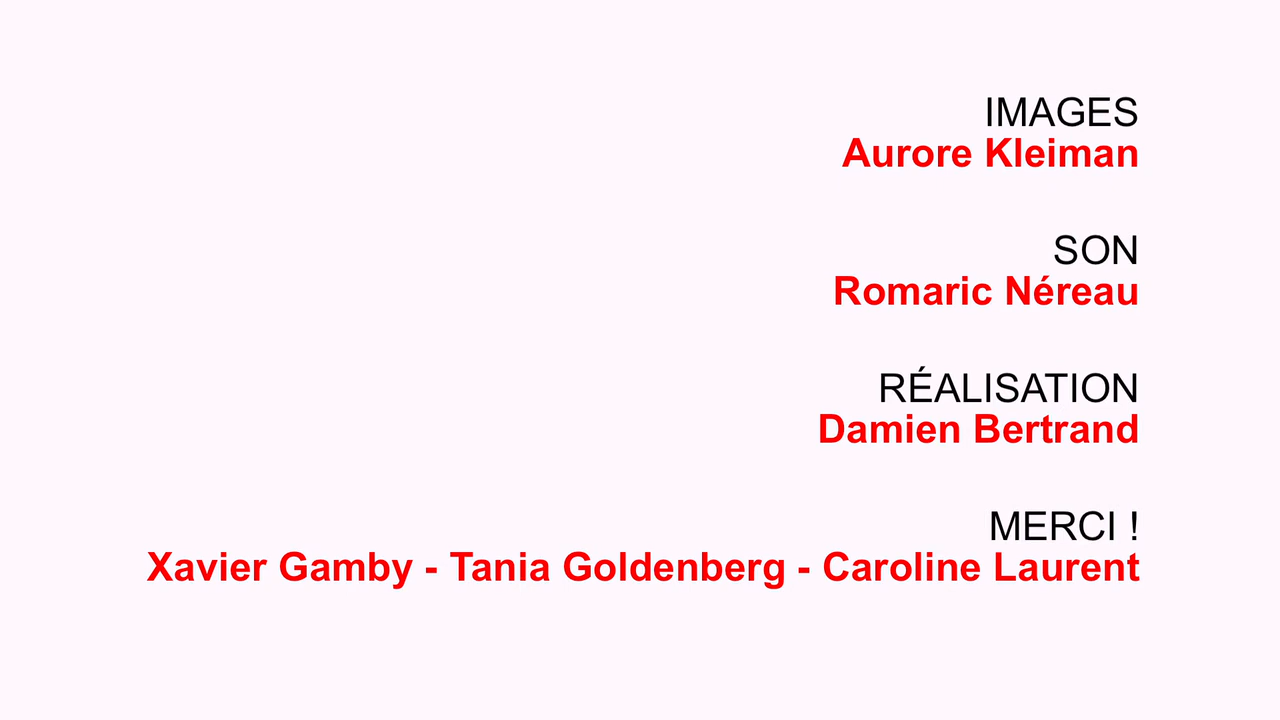 IMAGES
Aurore Kleiman
SON
Romaric Néreau
RÉALISATION
Damien Bertrand
MERCI !
Xavier Gamby - Tania Goldenberg - Caroline Laurent